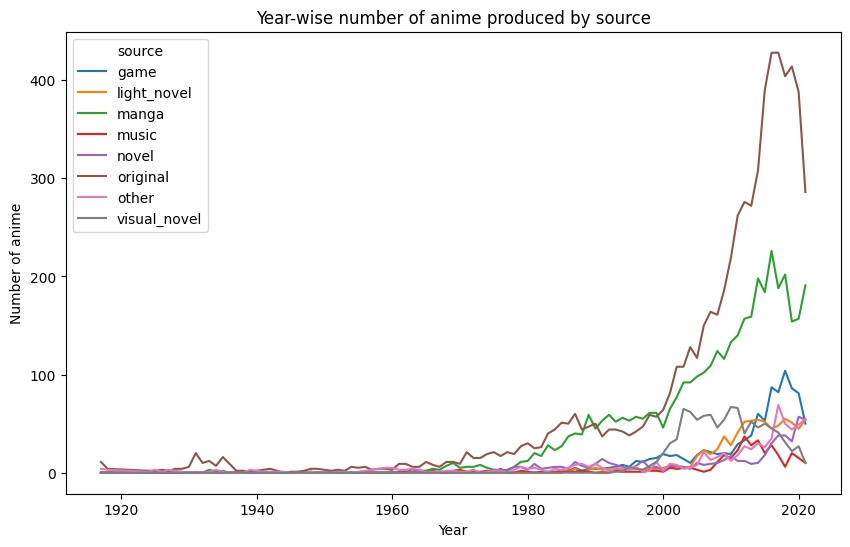 Year-wise number of anime produced by source
source
game
light_novel
manga
music
novel
original
other
visual_novel
Number of anime
400
300
200
100
0
1920
1940
1960
1980
2000
2020
Year